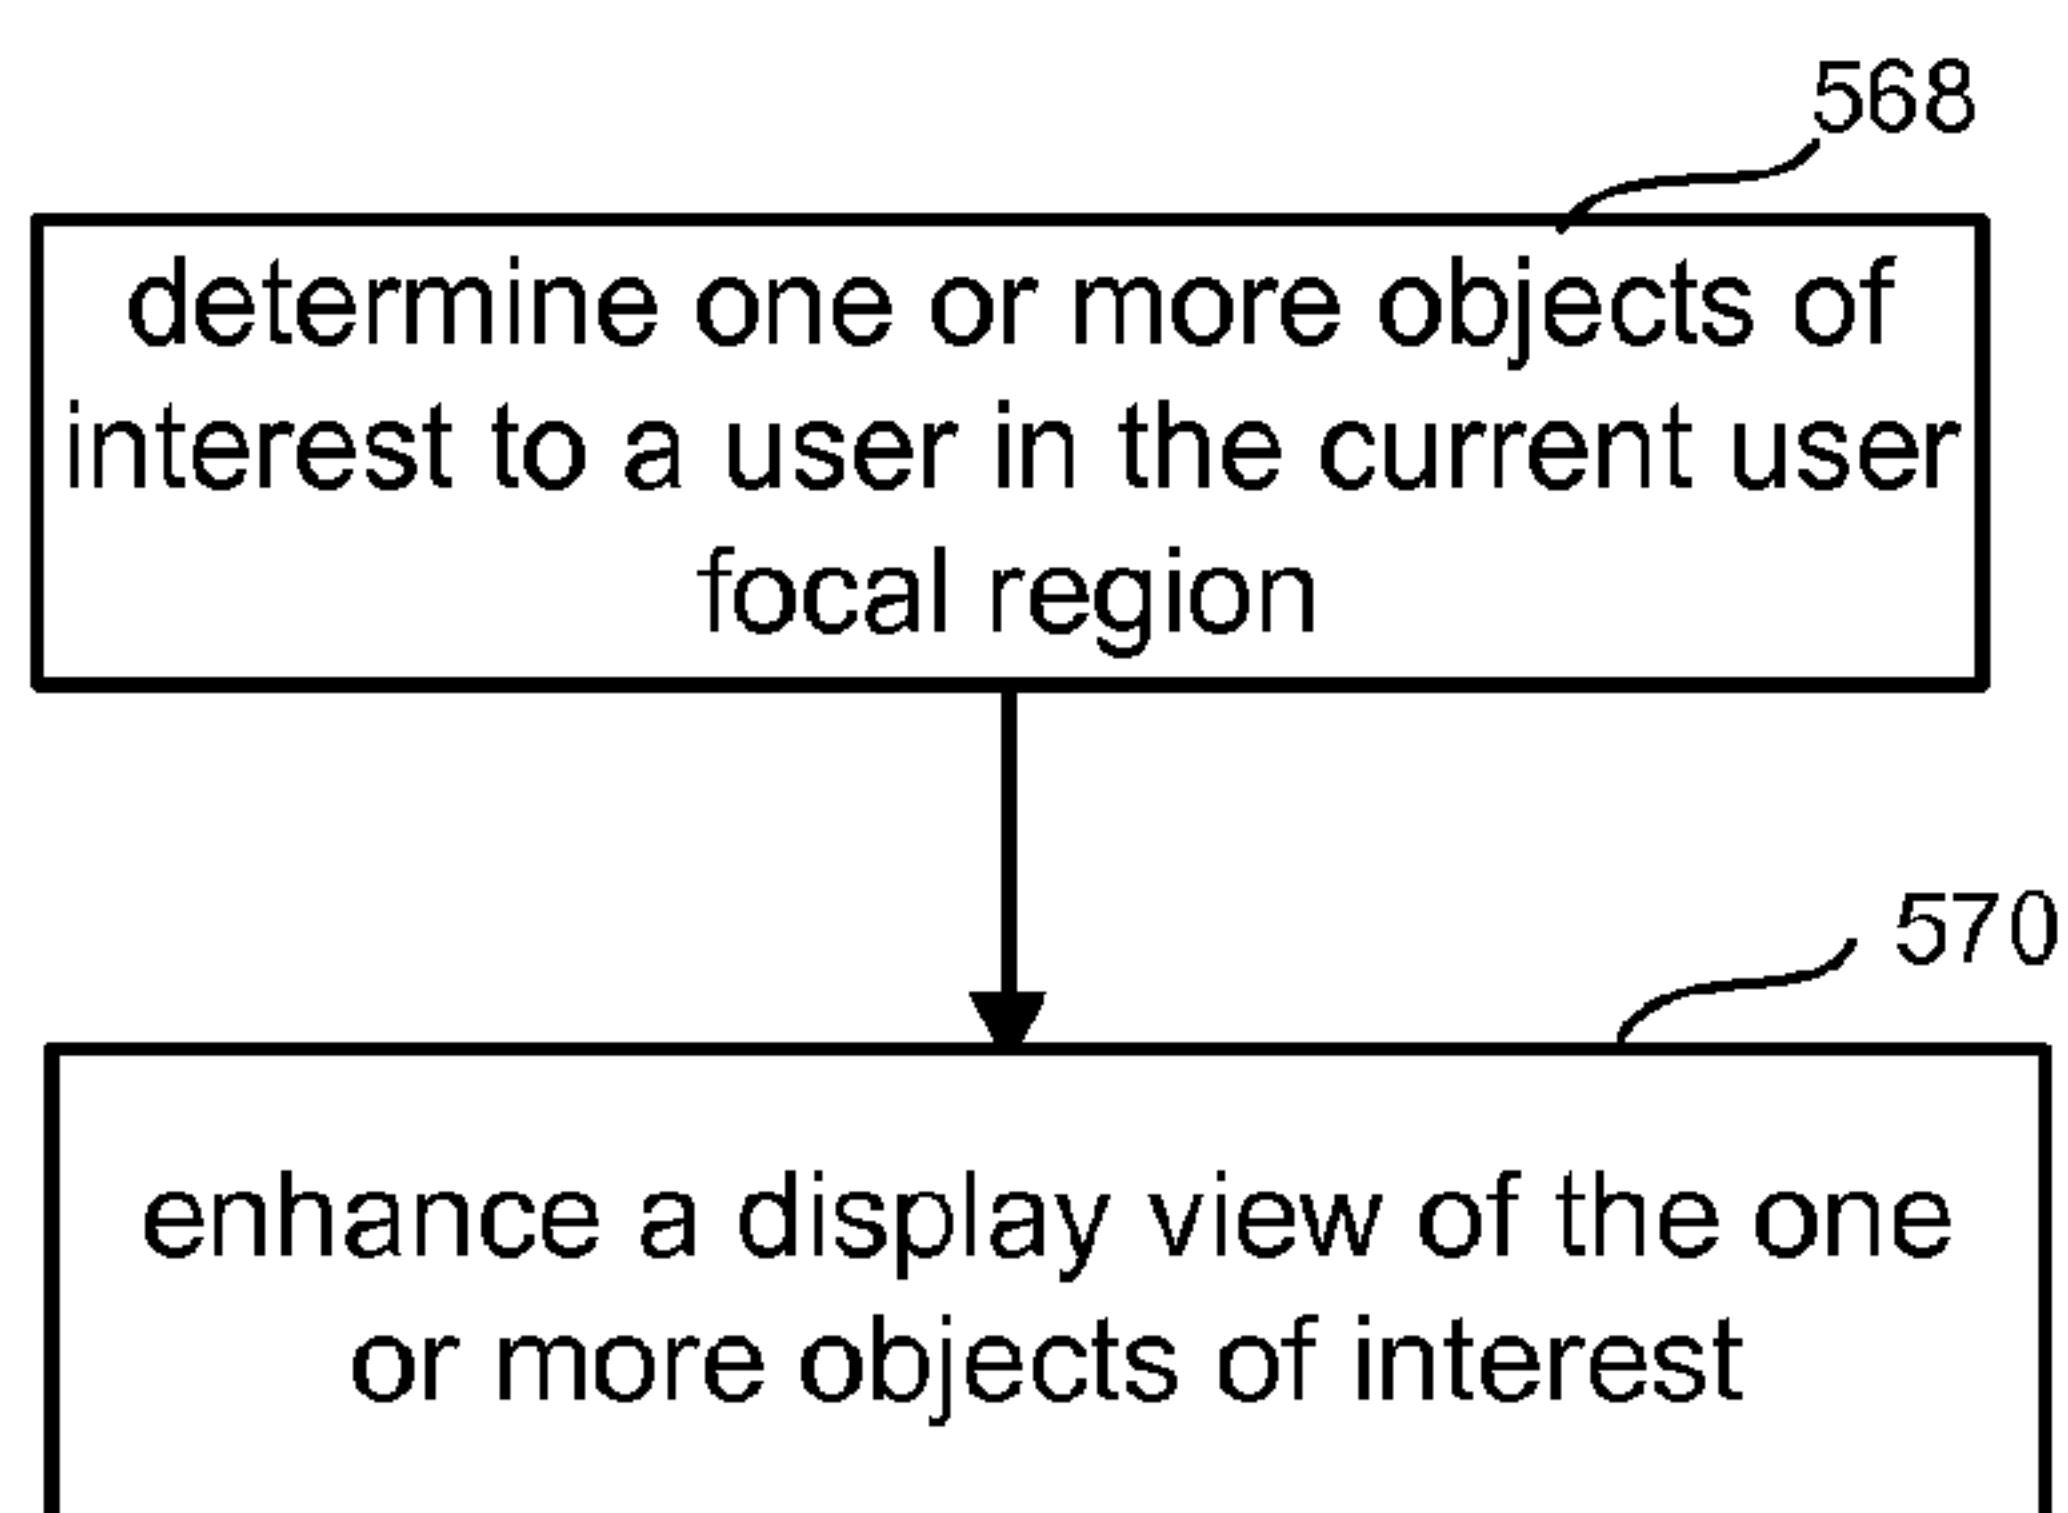 568
determine one or more objects of
interest to a user in the current user
focal region
570
enhance a display view of the one
or more objects of interest